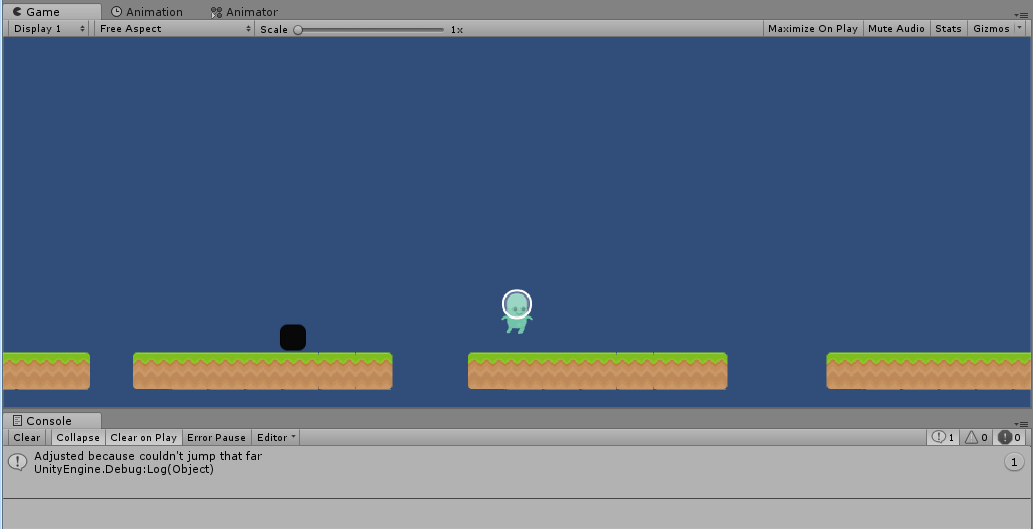 Game Animation Animator
Display 1 Free Aspect Scale 1x Maximize On Play Mute Audio Stats Gizmos
Console
Clear Collapse Clear on Play Error Pause Editor 1 0 0
Adjusted because couldn't jump that far 1
UnityEngine.Debug:Log(Object)